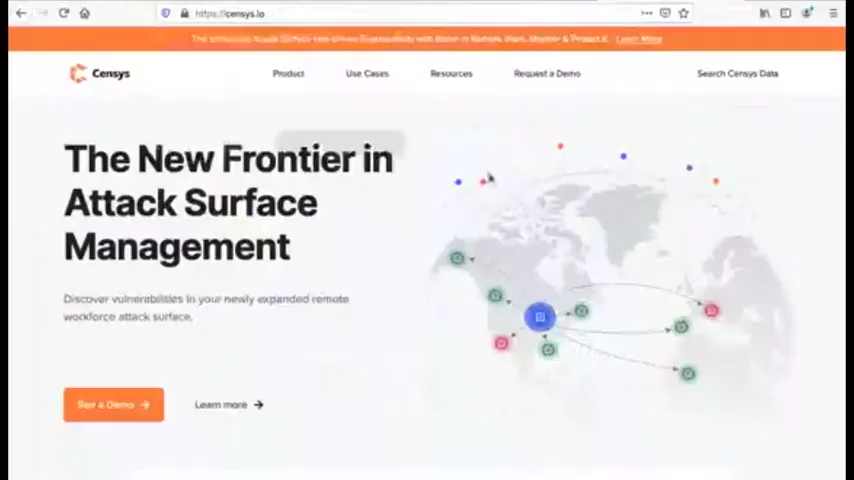 https://censys.io
Learn More
Censys
Product
Use Cases
Resources
Request a Demo
Search Censys Data
The New Frontier in
Attack Surface
Management
Discover vulnerabilities in your newly expanded remote
workforce attack surface.
See a Demo →
Learn more →